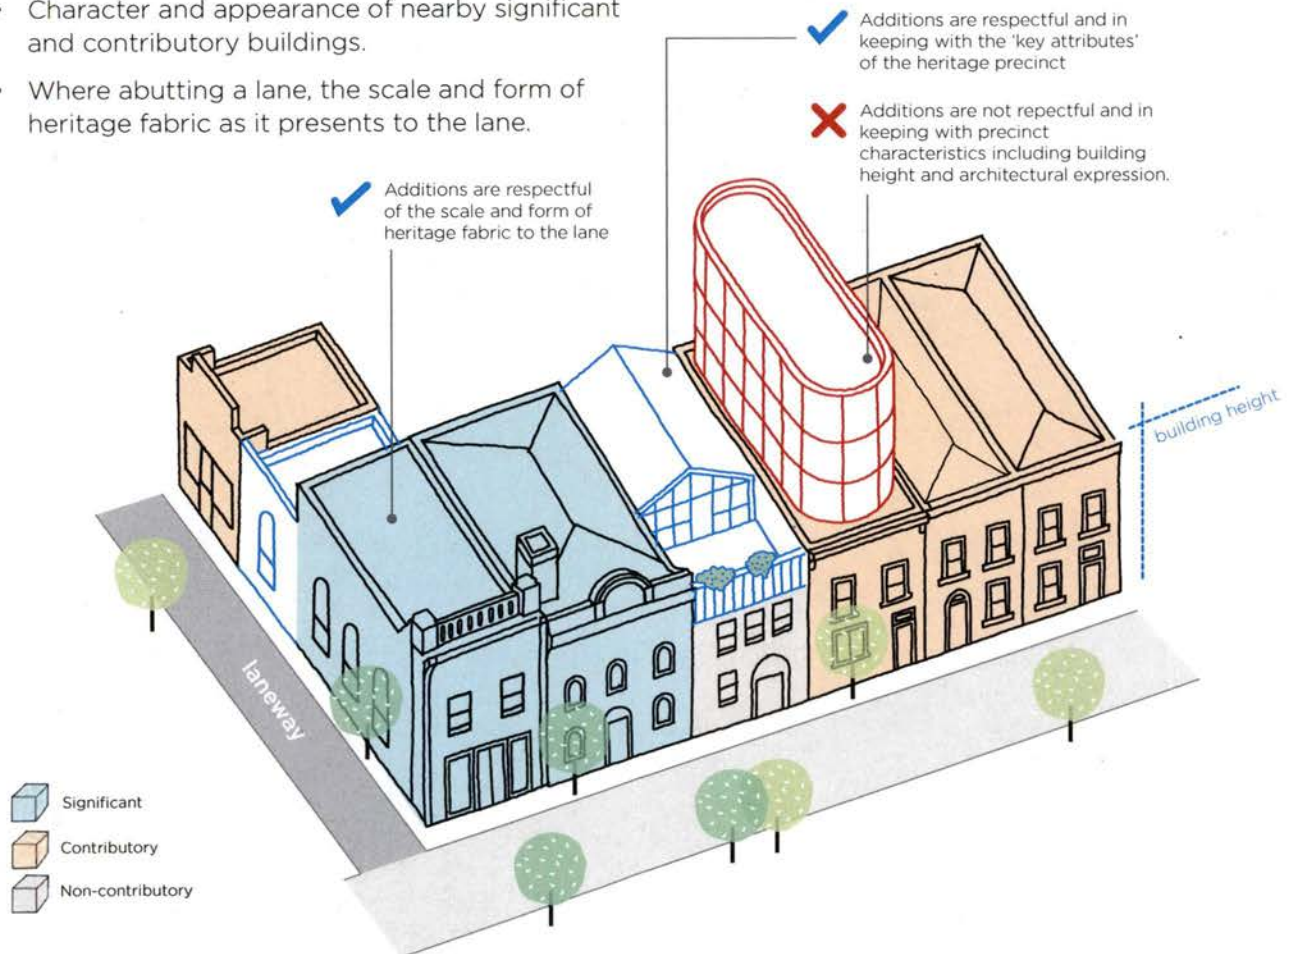 • Character and appearance of nearby significant
and contributory buildings.
• Where abutting a lane, the scale and form of
heritage fabric as it presents to the lane.
Additions are respectful and in
keeping with the ‘key attributes’
of the heritage precinct
Additions are not repectful and in
keeping with precinct
characteristics including building
height and architectural expression.
Additions are respectful
of the scale and form of
heritage fabric to the lane
building height
laneway
Significant
Contributory
Non-contributory